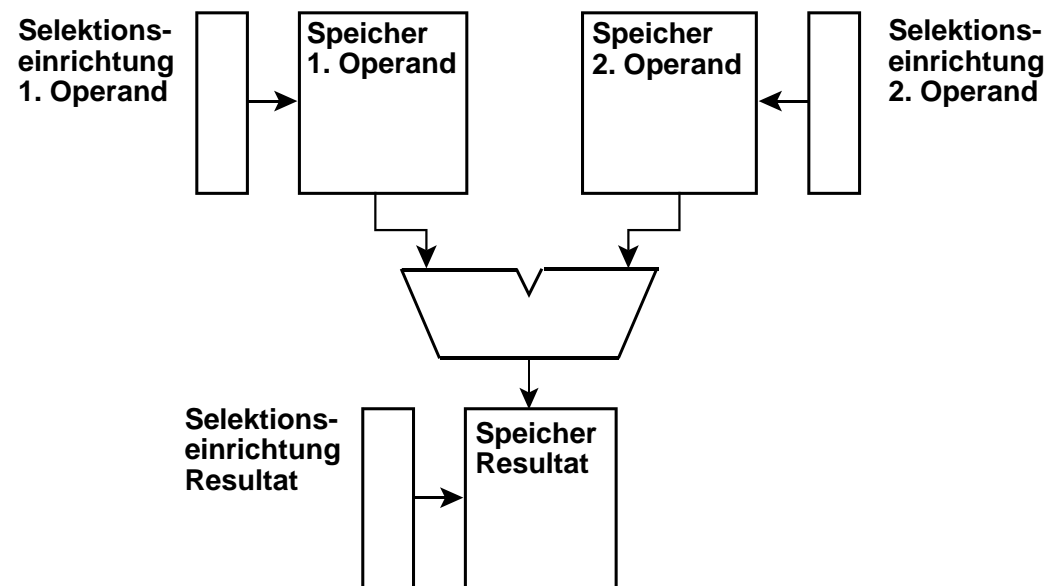 Selektions-
einrichtung
1. Operand
Speicher
1. Operand
Speicher
2. Operand
Selektions-
einrichtung
2. Operand
Selektions-
einrichtung
Resultat
Speicher
Resultat